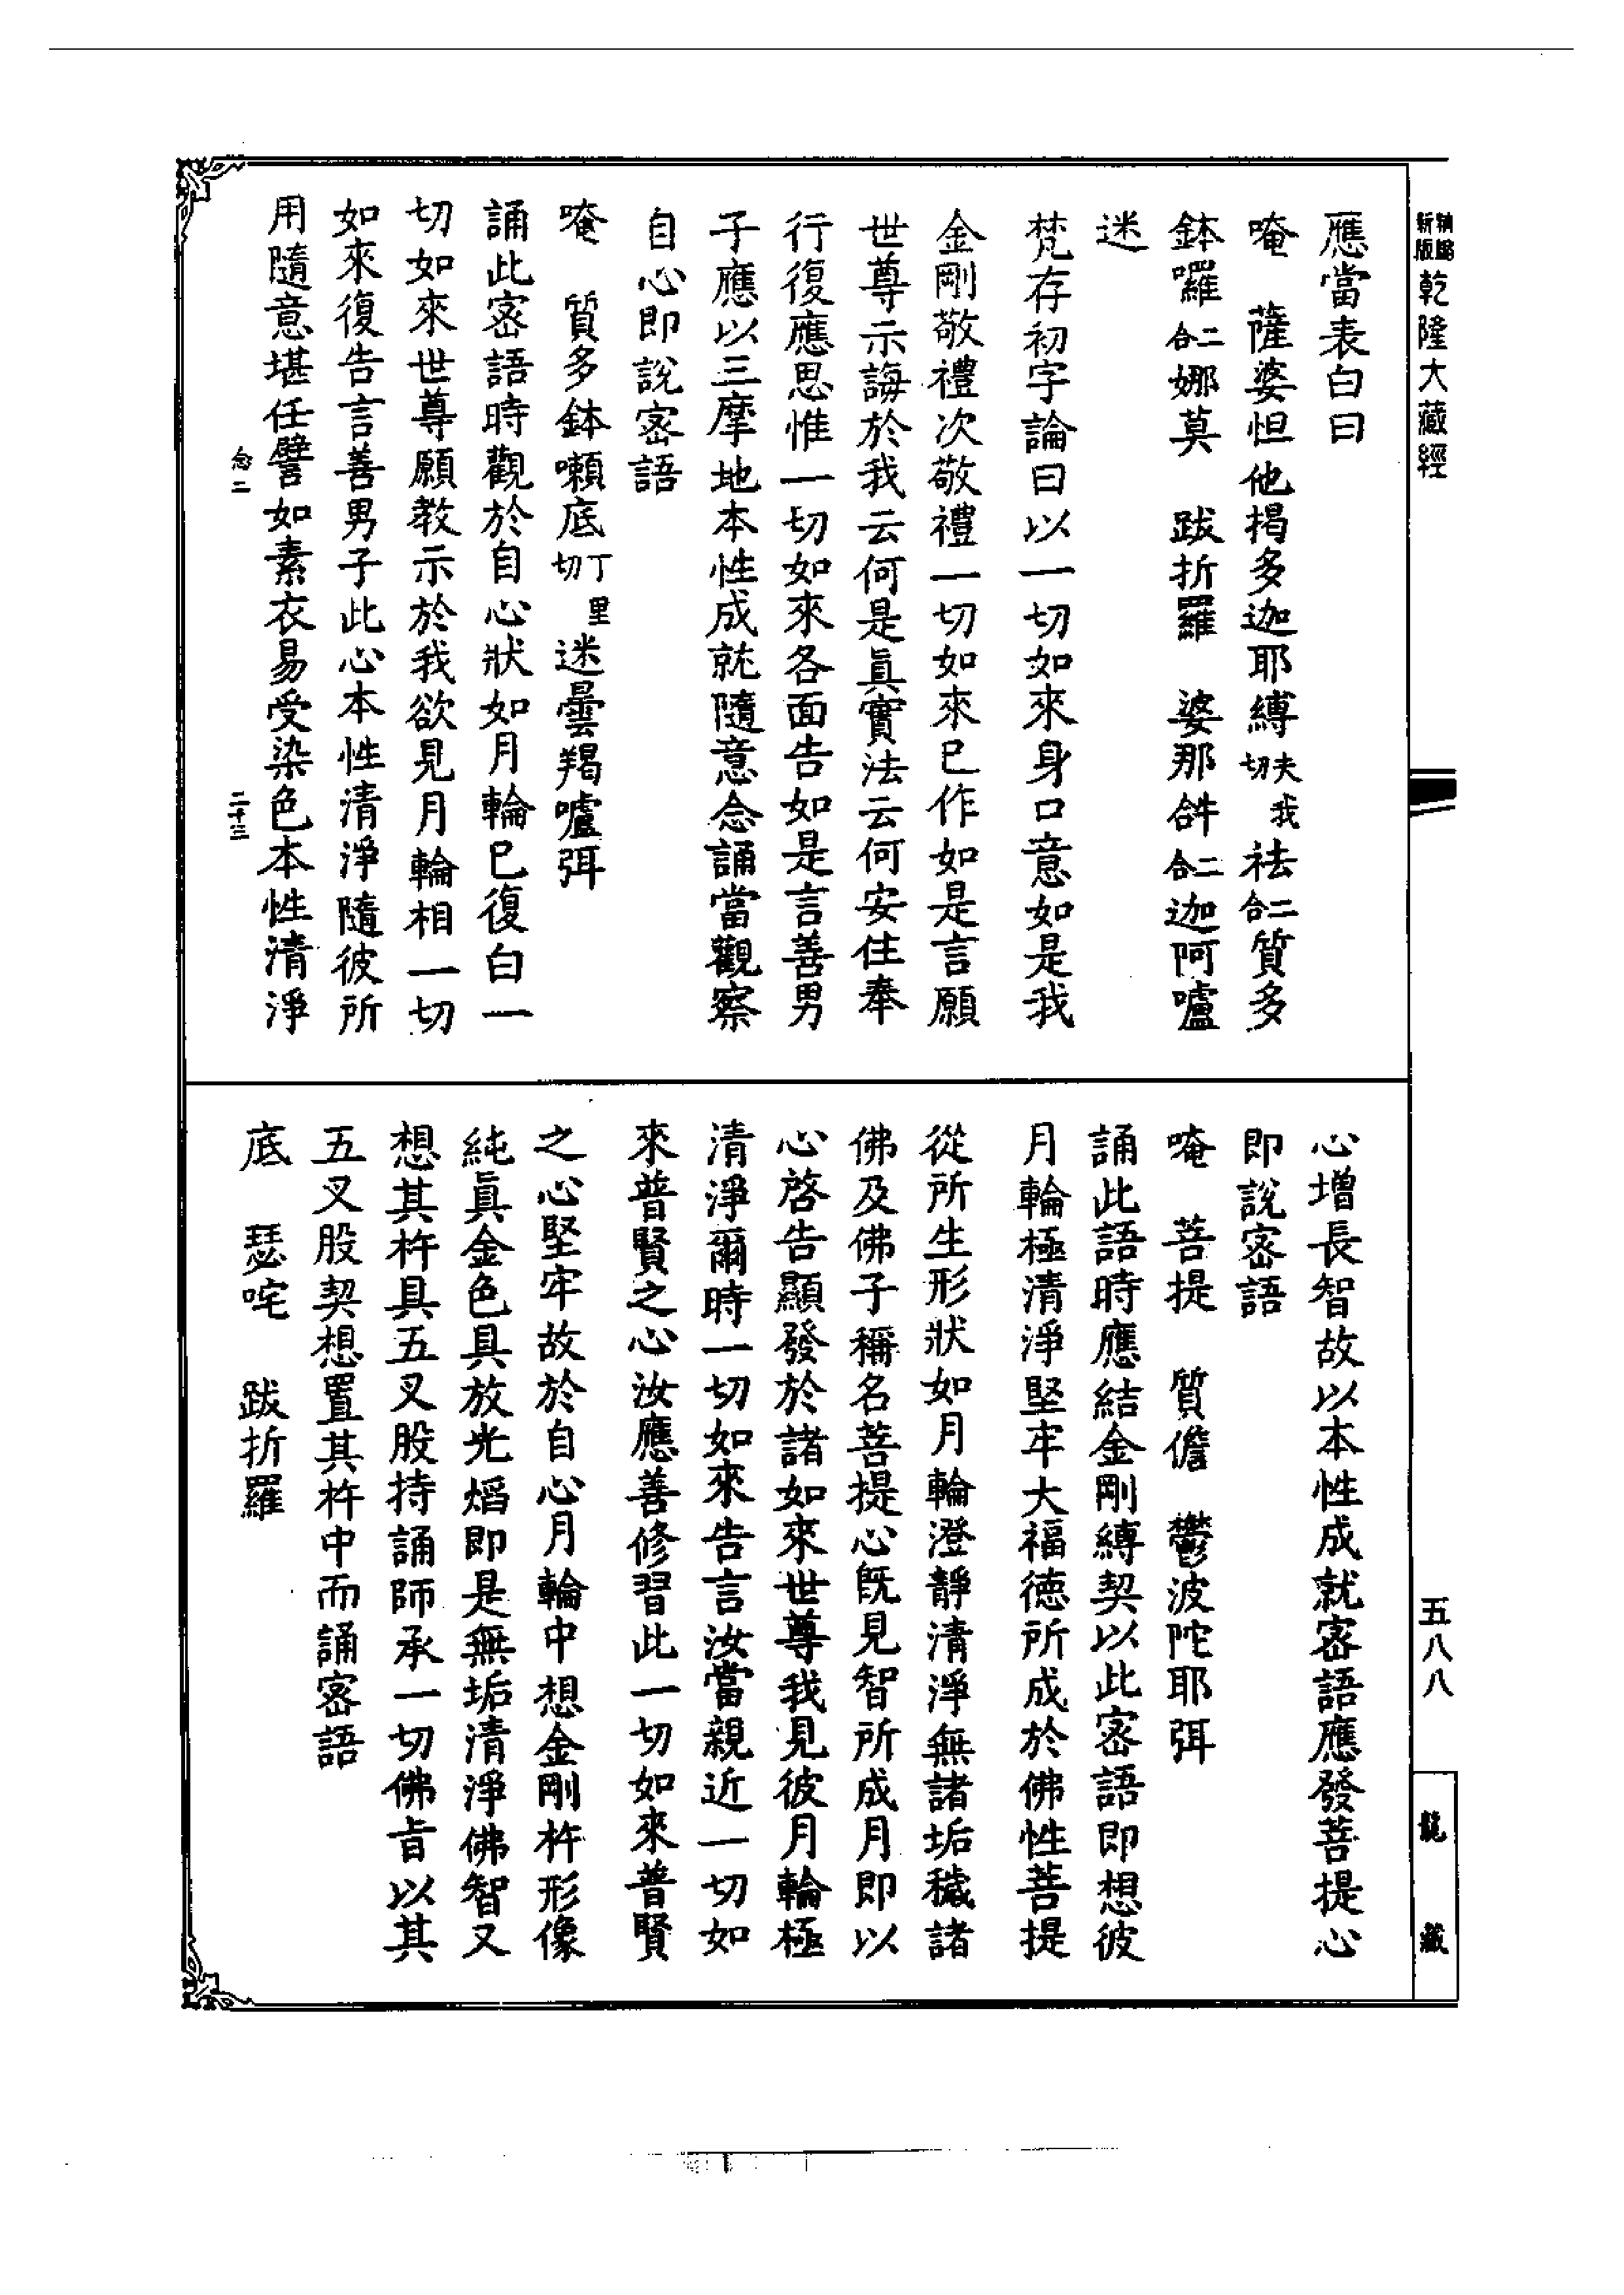 新版 精縮 乾隆大藏經
應當表白曰
唵 薩婆怛他揭多迦耶縛夫我切祛二合質多
鉢囉二合娜莫 跋折羅 婆那䎱二合迦阿嚧
迷
梵存初字論曰以一切如來身口意如是我
金剛敬禮次敬禮一切如來已作如是言願
世尊示誨於我云何是眞實法云何安住奉
行復應思惟一切如來各面告如是言善男
子應以三摩地本性成就隨意念誦當觀察
自心即說密語
唵 質多鉢嚩底丁里切迷曇羯嚧弭
誦此密語時觀於自心狀如月輪已復白一
切如來世尊願教示於我欲見月輪相一切
如來復告言善男子此心本性清淨隨彼所
用隨意堪任譬如素衣易受染色本性清淨
念二 二十三
心增長智故以本性成就密語應發菩提心
即說密語
唵 菩提 質儋 鬱波陀耶弭
誦此語時應結金剛縛契以此密語即想彼
月輪極清淨堅牢大福德所成於佛性菩提
從所生形狀如月輪澄靜清淨無諸垢穢諸
佛及佛子稱名菩提心旣見智所成月即以
心啓告顯發於諸如來世尊我見彼月輪極
清淨爾時一切如來告言汝當親近一切如
來普賢之心汝應善修習此一切如來普賢
之心堅牢故於自心月輪中想金剛杵形像
純眞金色具放光熖即是無垢清淨佛智又
想其杵具五叉股持誦師承一切佛旨以其
五叉股契想置其杵中而誦密語
底 瑟咤 跋折羅
五八八
龍藏